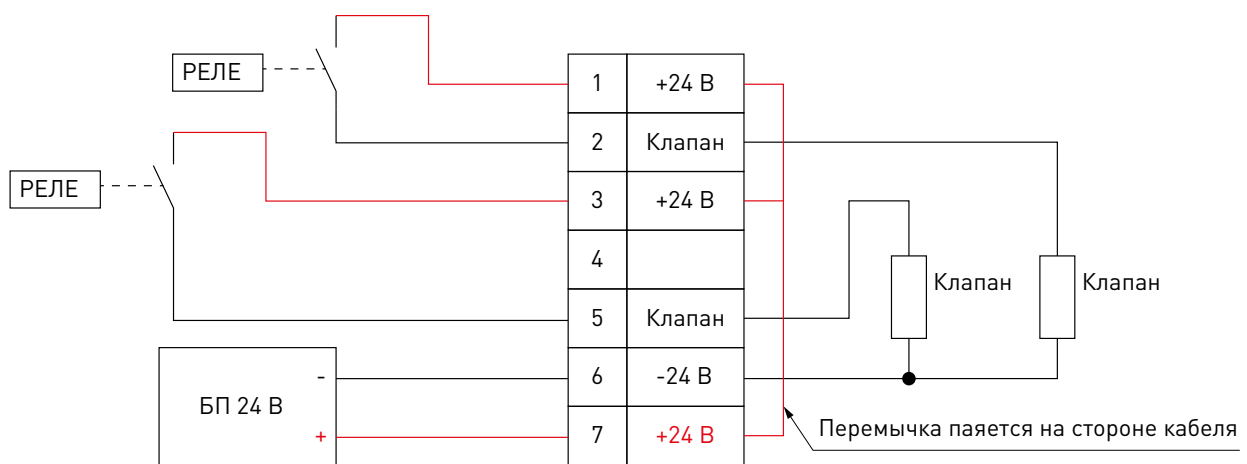 РЕЛЕ
1 +24 В
2 Клапан
РЕЛЕ
3 +24 В
4
Клапан
Клапан
5 Клапан
БП 24 В
-
6 -24 В
+
7 +24 В
Перемычка паяется на стороне кабеля